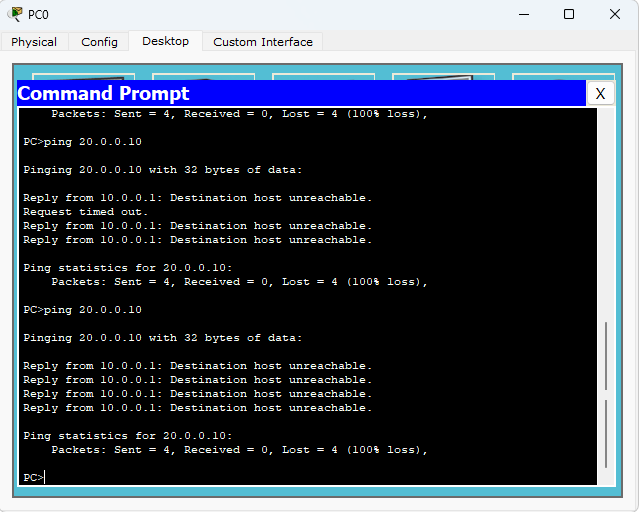 PC0
Physical Config Desktop Custom Interface
Command Prompt X
Packets: Sent = 4, Received = 0, Lost = 4 (100% loss),
PC>ping 20.0.0.10
Pinging 20.0.0.10 with 32 bytes of data:
Reply from 10.0.0.1: Destination host unreachable.
Request timed out.
Reply from 10.0.0.1: Destination host unreachable.
Reply from 10.0.0.1: Destination host unreachable.
Ping statistics for 20.0.0.10:
Packets: Sent = 4, Received = 0, Lost = 4 (100% loss),
PC>ping 20.0.0.10
Pinging 20.0.0.10 with 32 bytes of data:
Reply from 10.0.0.1: Destination host unreachable.
Reply from 10.0.0.1: Destination host unreachable.
Reply from 10.0.0.1: Destination host unreachable.
Reply from 10.0.0.1: Destination host unreachable.
Ping statistics for 20.0.0.10:
Packets: Sent = 4, Received = 0, Lost = 4 (100% loss),
PC>